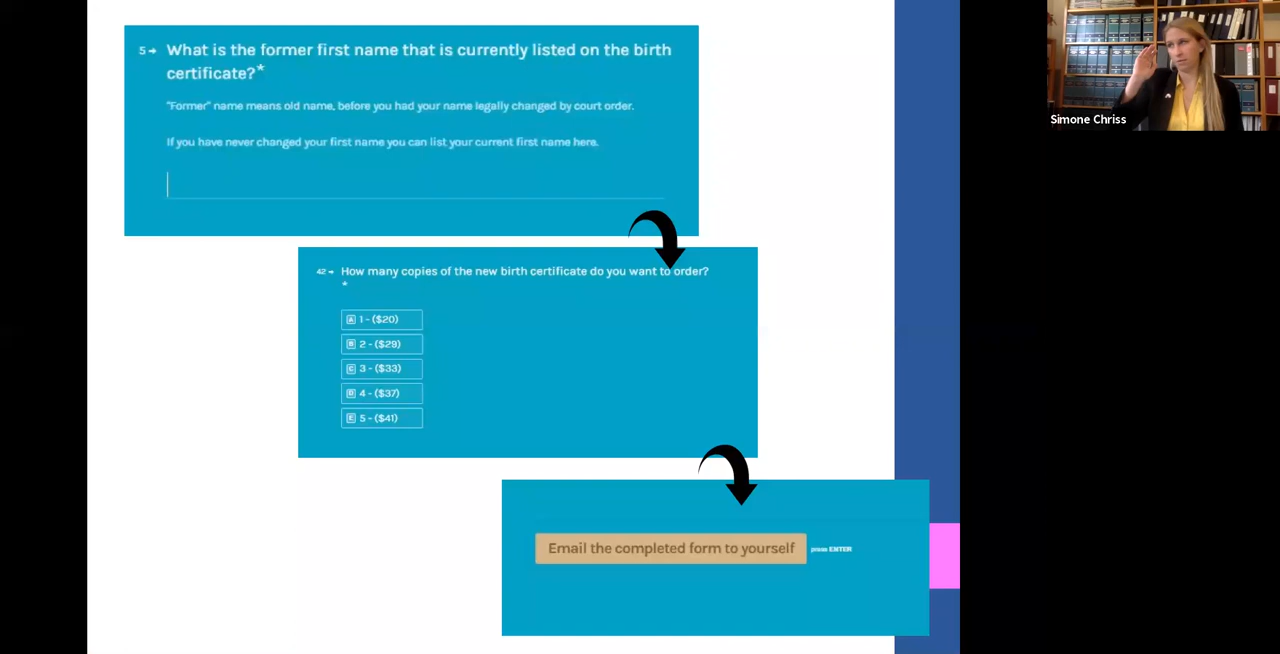 5→ What is the former first name that is currently listed on the birth
certificate?*
"Former" name means old name, before you had your name legally changed by court order.
If you have never changed your first name you can list your current first name here.
42→ How many copies of the new birth certificate do you want to order?
*
A 1 - ($20)
B 2 - ($29)
C 3 - ($33)
D 4 - ($37)
E 5 - ($41)
Email the completed form to yourself press ENTER
Simone Chriss